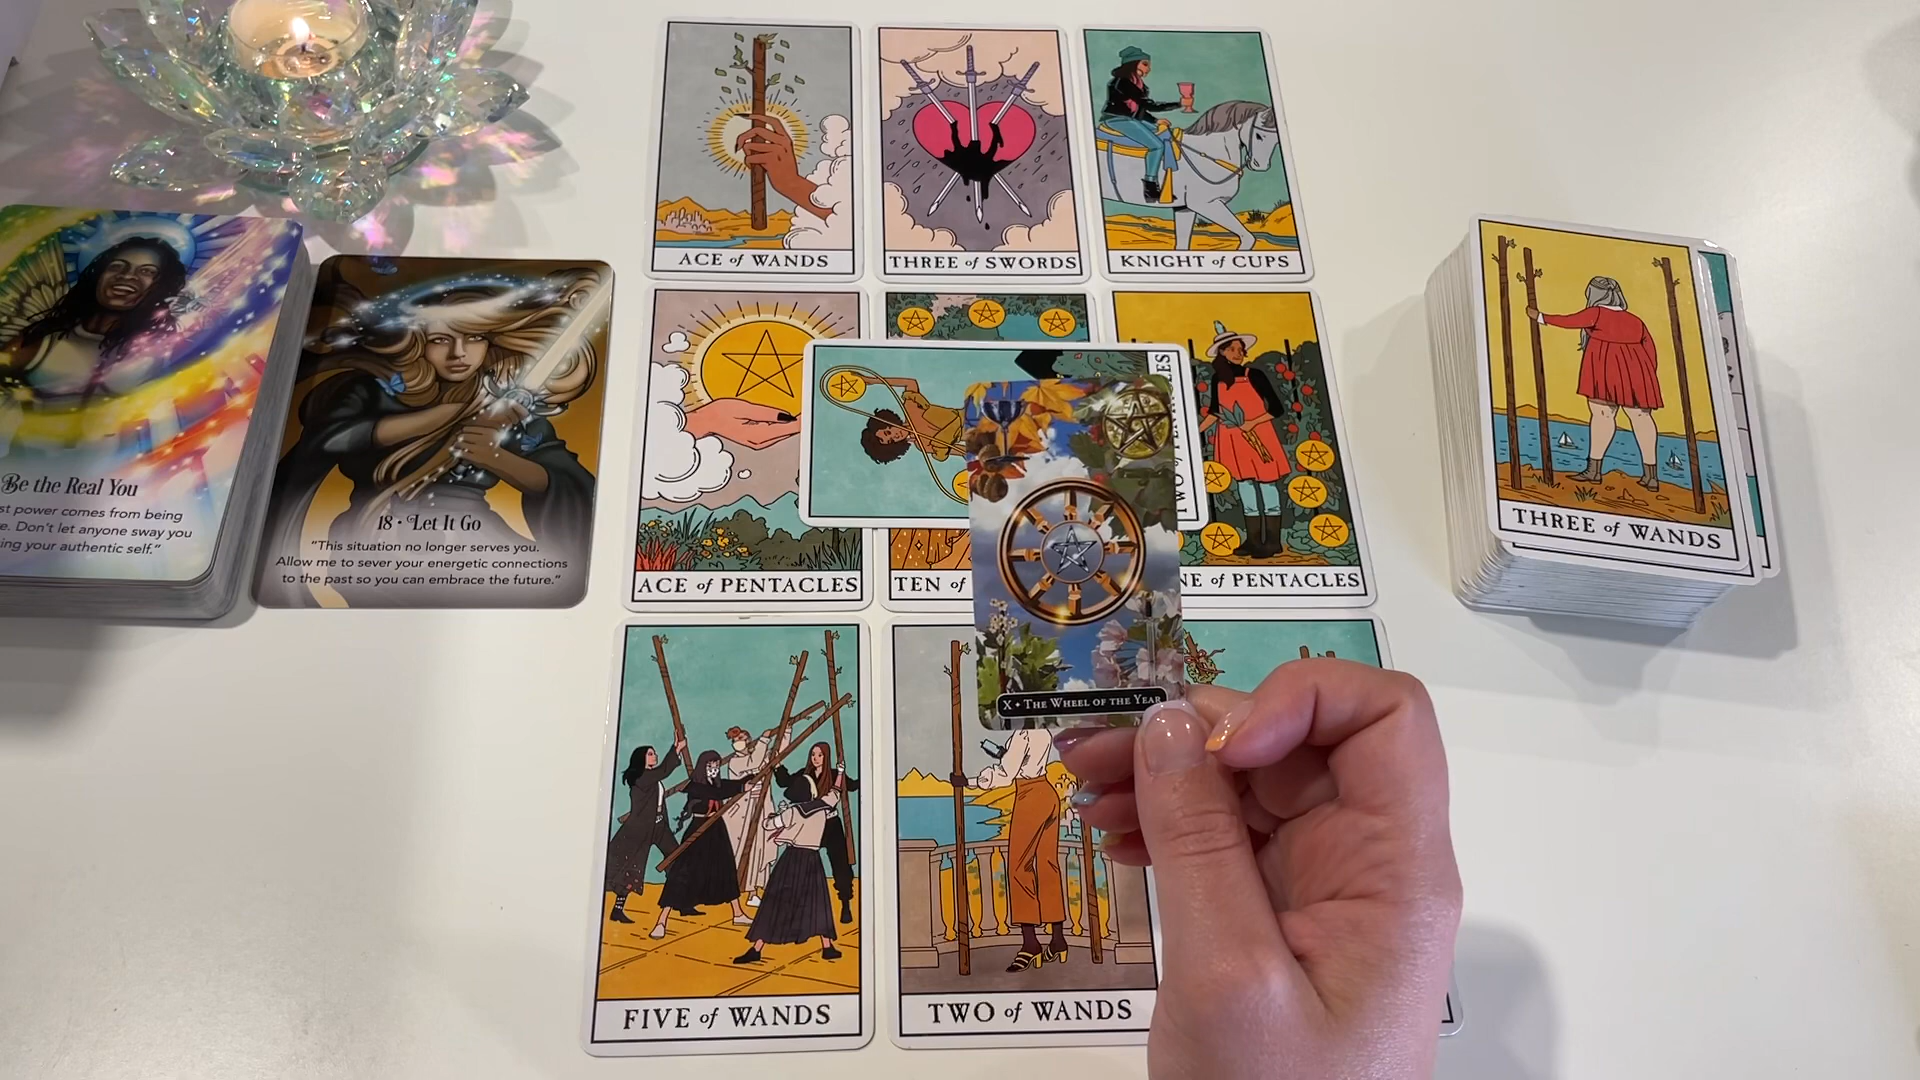 ACE of WANDS
THREE of SWORDS
KNIGHT of CUPS
Be the Real You
power comes from being
Don't let anyone sway you
your authentic self."
18 • Let It Go
"This situation no longer serves you.
Allow me to sever your energetic connections
to the past so you can embrace the future."
ACE of PENTACLES
TEN of
of PENTACLES
TWO of
X • THE WHEEL OF THE YEAR
THREE of WANDS
FIVE of WANDS
TWO of WANDS